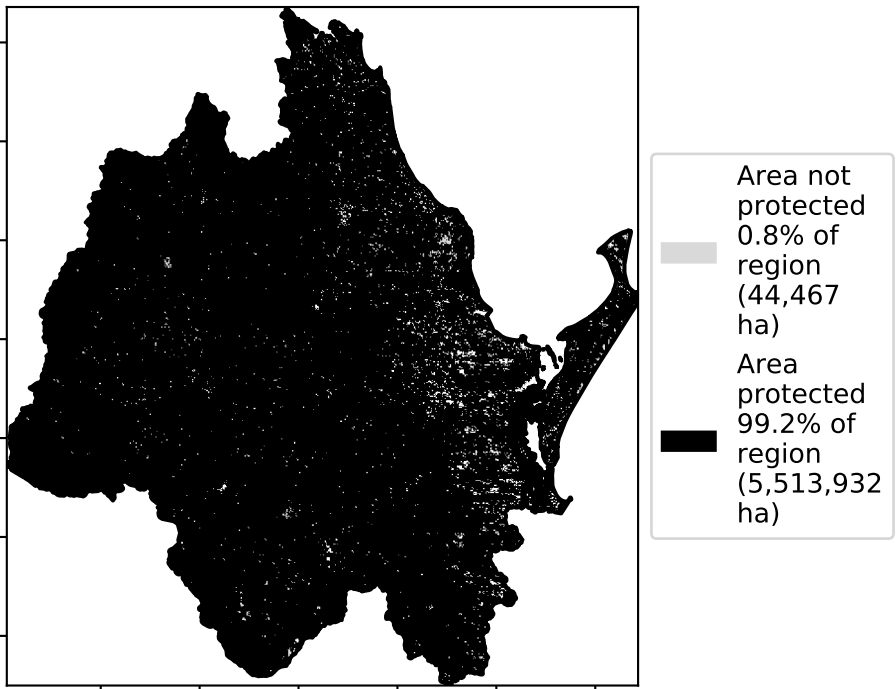 Area not
protected
0.8% of
region
(44,467
ha)
Area
protected
99.2% of
region
(5,513,932
ha)